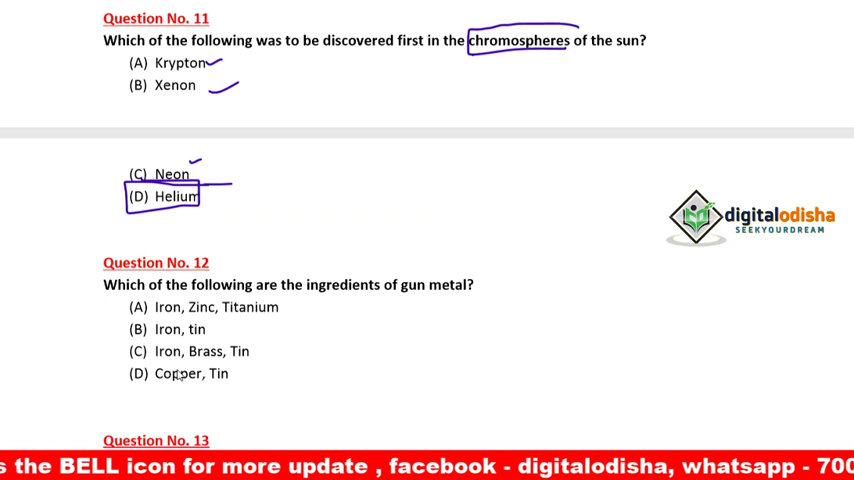 Question No. 11
Which of the following was to be discovered first in the chromospheres of the sun?
(A) Krypton
(B) Xenon
(C) Neon
(D) Helium
digitalodisha
SEEKYOURDREAM
Question No. 12
Which of the following are the ingredients of gun metal?
(A) Iron, Zinc, Titanium
(B) Iron, tin
(C) Iron, Brass, Tin
(D) Copper, Tin
Question No. 13
s the BELL icon for more update , facebook - digitalodisha, whatsapp - 700